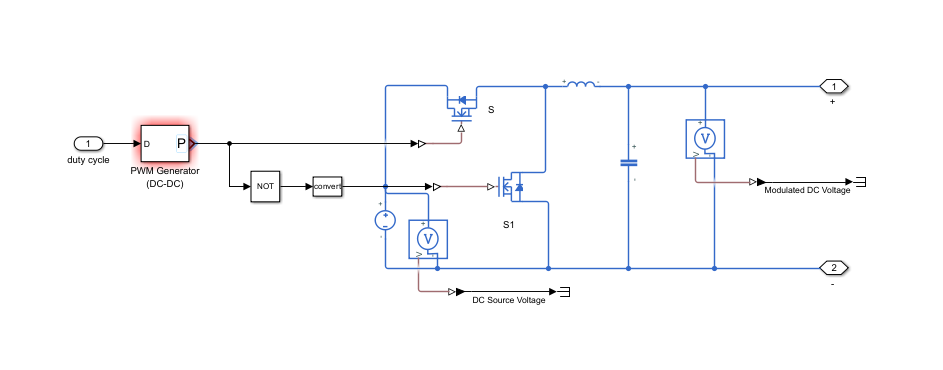 S
1
+
1
duty cycle
D
P
PWM Generator
(DC-DC)
+
-
+
V
V
+
-
NOT
convert
Modulated DC Voltage
S1
+
-
+
V
V
2
-
DC Source Voltage